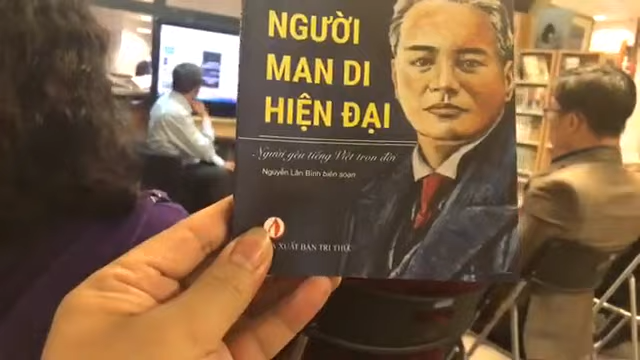 NGƯỜI
MAN DI
HIỆN ĐẠI
Người yêu tiếng Việt trọn đời
Nguyễn Lân Bình biên soạn
XUẤT BẢN TRI THỨC